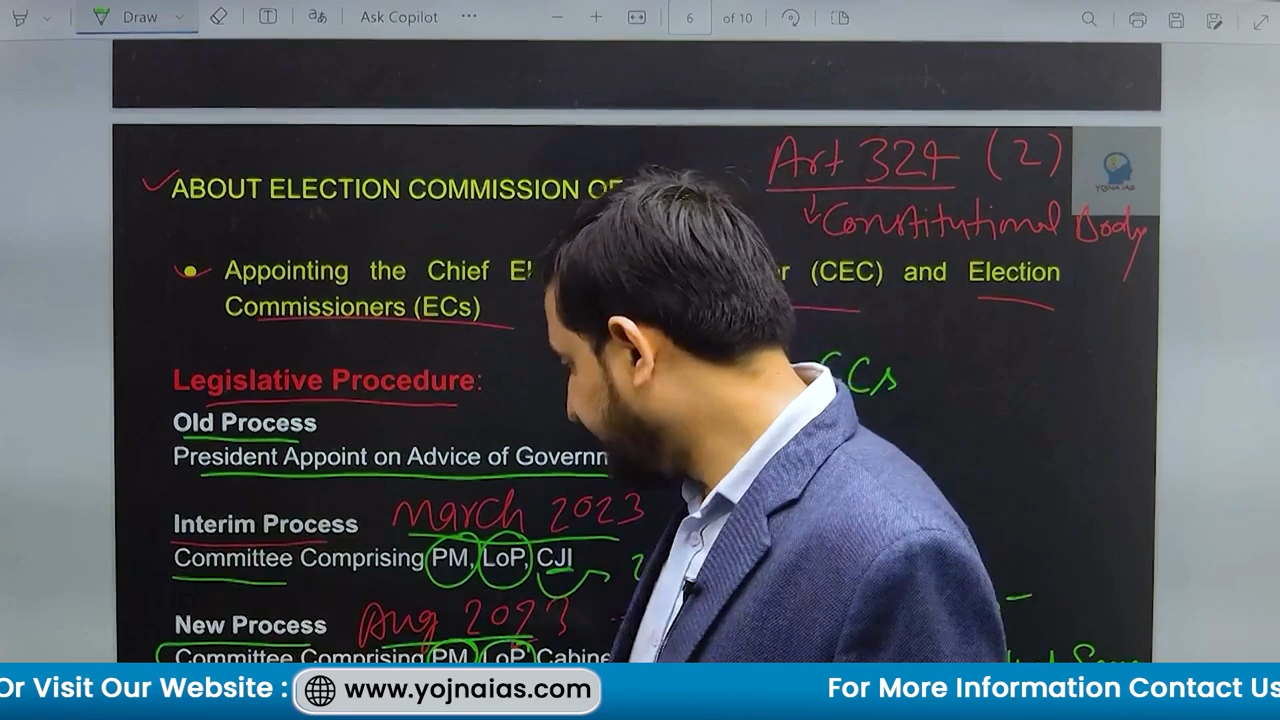 Draw
Ask Copilot
6 of 10
Art 324 (2)
YOJNA IAS
ABOUT ELECTION COMMISSION OF
Constitutional Body
Appointing the Chief (CEC) and Election
Commissioners (ECs)
ECs
Legislative Procedure:
Old Process
President Appoint on Advice of
March 2023
Interim Process
Committee Comprising PM, LoP, CJI
New Process
Aug 2023
Committee Comprising PM, LoP,
Or Visit Our Website : www.yojnaias.com
For More Information Contact Us